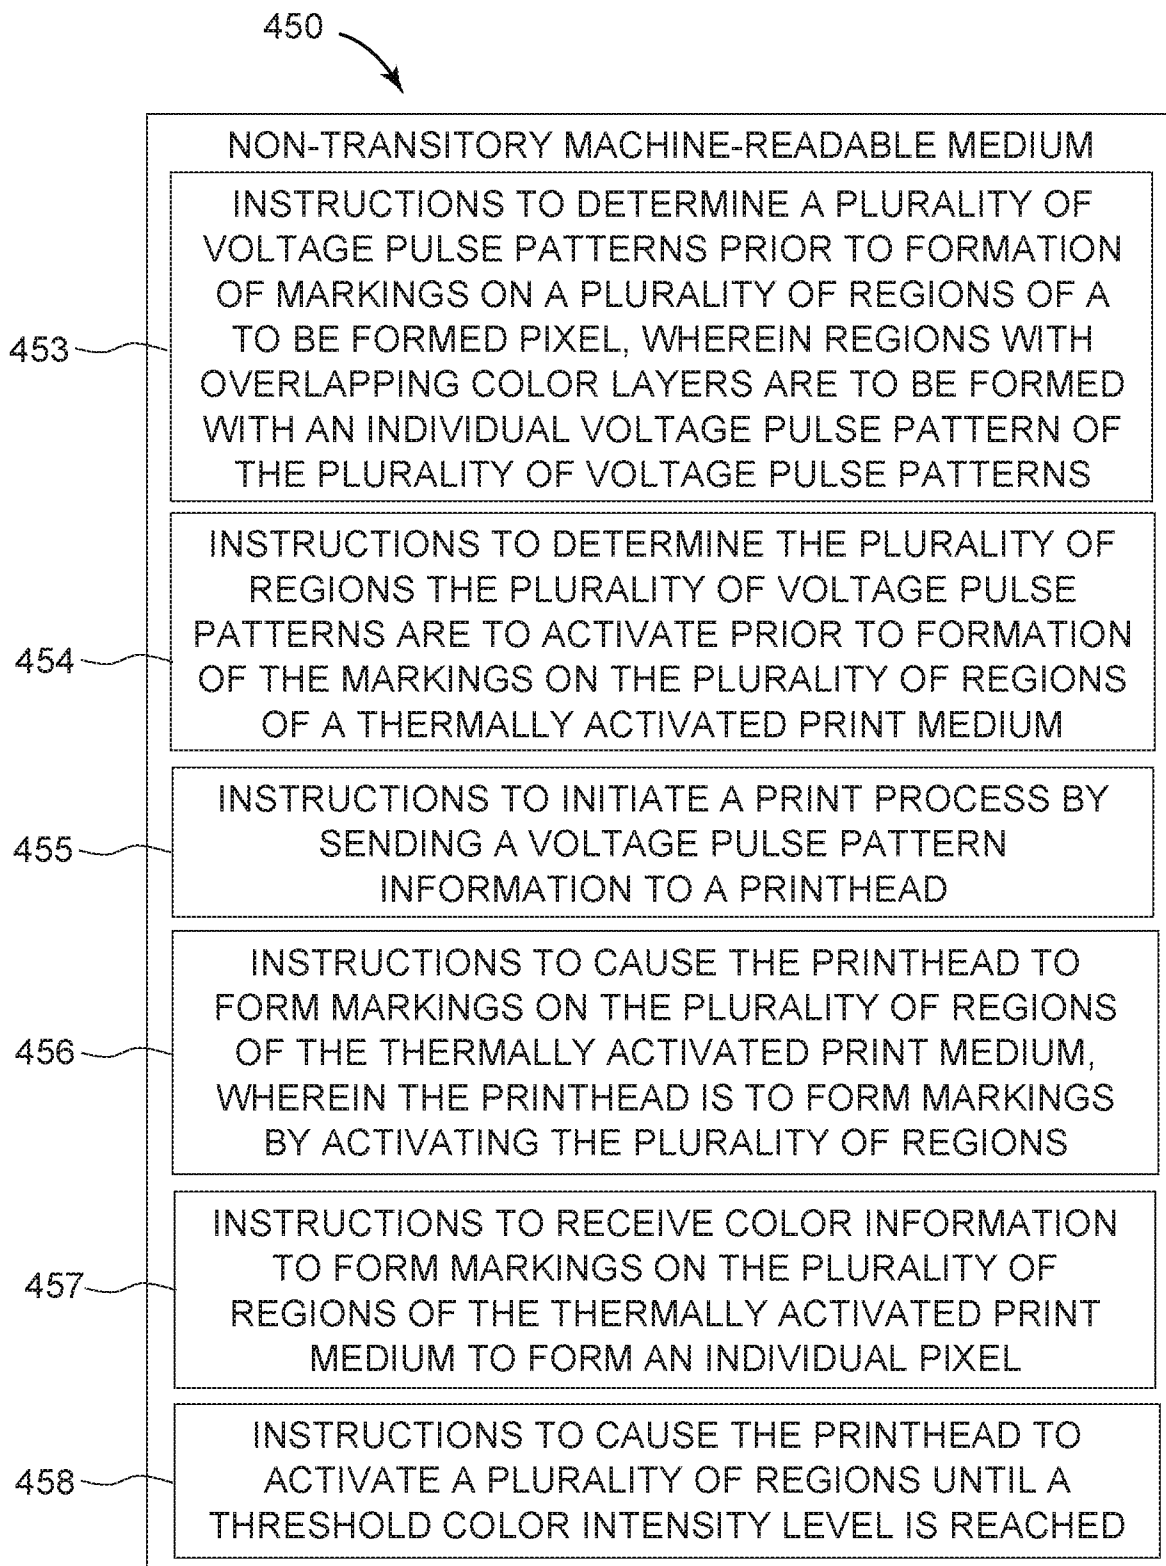 450
NON-TRANSITORY MACHINE-READABLE MEDIUM
INSTRUCTIONS TO DETERMINE A PLURALITY OF
VOLTAGE PULSE PATTERNS PRIOR TO FORMATION
OF MARKINGS ON A PLURALITY OF REGIONS OF A
TO BE FORMED PIXEL, WHEREIN REGIONS WITH
OVERLAPPING COLOR LAYERS ARE TO BE FORMED
WITH AN INDIVIDUAL VOLTAGE PULSE PATTERN OF
THE PLURALITY OF VOLTAGE PULSE PATTERNS
453
INSTRUCTIONS TO DETERMINE THE PLURALITY OF
REGIONS THE PLURALITY OF VOLTAGE PULSE
PATTERNS ARE TO ACTIVATE PRIOR TO FORMATION
OF THE MARKINGS ON THE PLURALITY OF REGIONS
OF A THERMALLY ACTIVATED PRINT MEDIUM
454
INSTRUCTIONS TO INITIATE A PRINT PROCESS BY
SENDING A VOLTAGE PULSE PATTERN
INFORMATION TO A PRINTHEAD
455
INSTRUCTIONS TO CAUSE THE PRINTHEAD TO
FORM MARKINGS ON THE PLURALITY OF REGIONS
OF THE THERMALLY ACTIVATED PRINT MEDIUM,
WHEREIN THE PRINTHEAD IS TO FORM MARKINGS
BY ACTIVATING THE PLURALITY OF REGIONS
456
INSTRUCTIONS TO RECEIVE COLOR INFORMATION
TO FORM MARKINGS ON THE PLURALITY OF
REGIONS OF THE THERMALLY ACTIVATED PRINT
MEDIUM TO FORM AN INDIVIDUAL PIXEL
457
INSTRUCTIONS TO CAUSE THE PRINTHEAD TO
ACTIVATE A PLURALITY OF REGIONS UNTIL A
THRESHOLD COLOR INTENSITY LEVEL IS REACHED
458